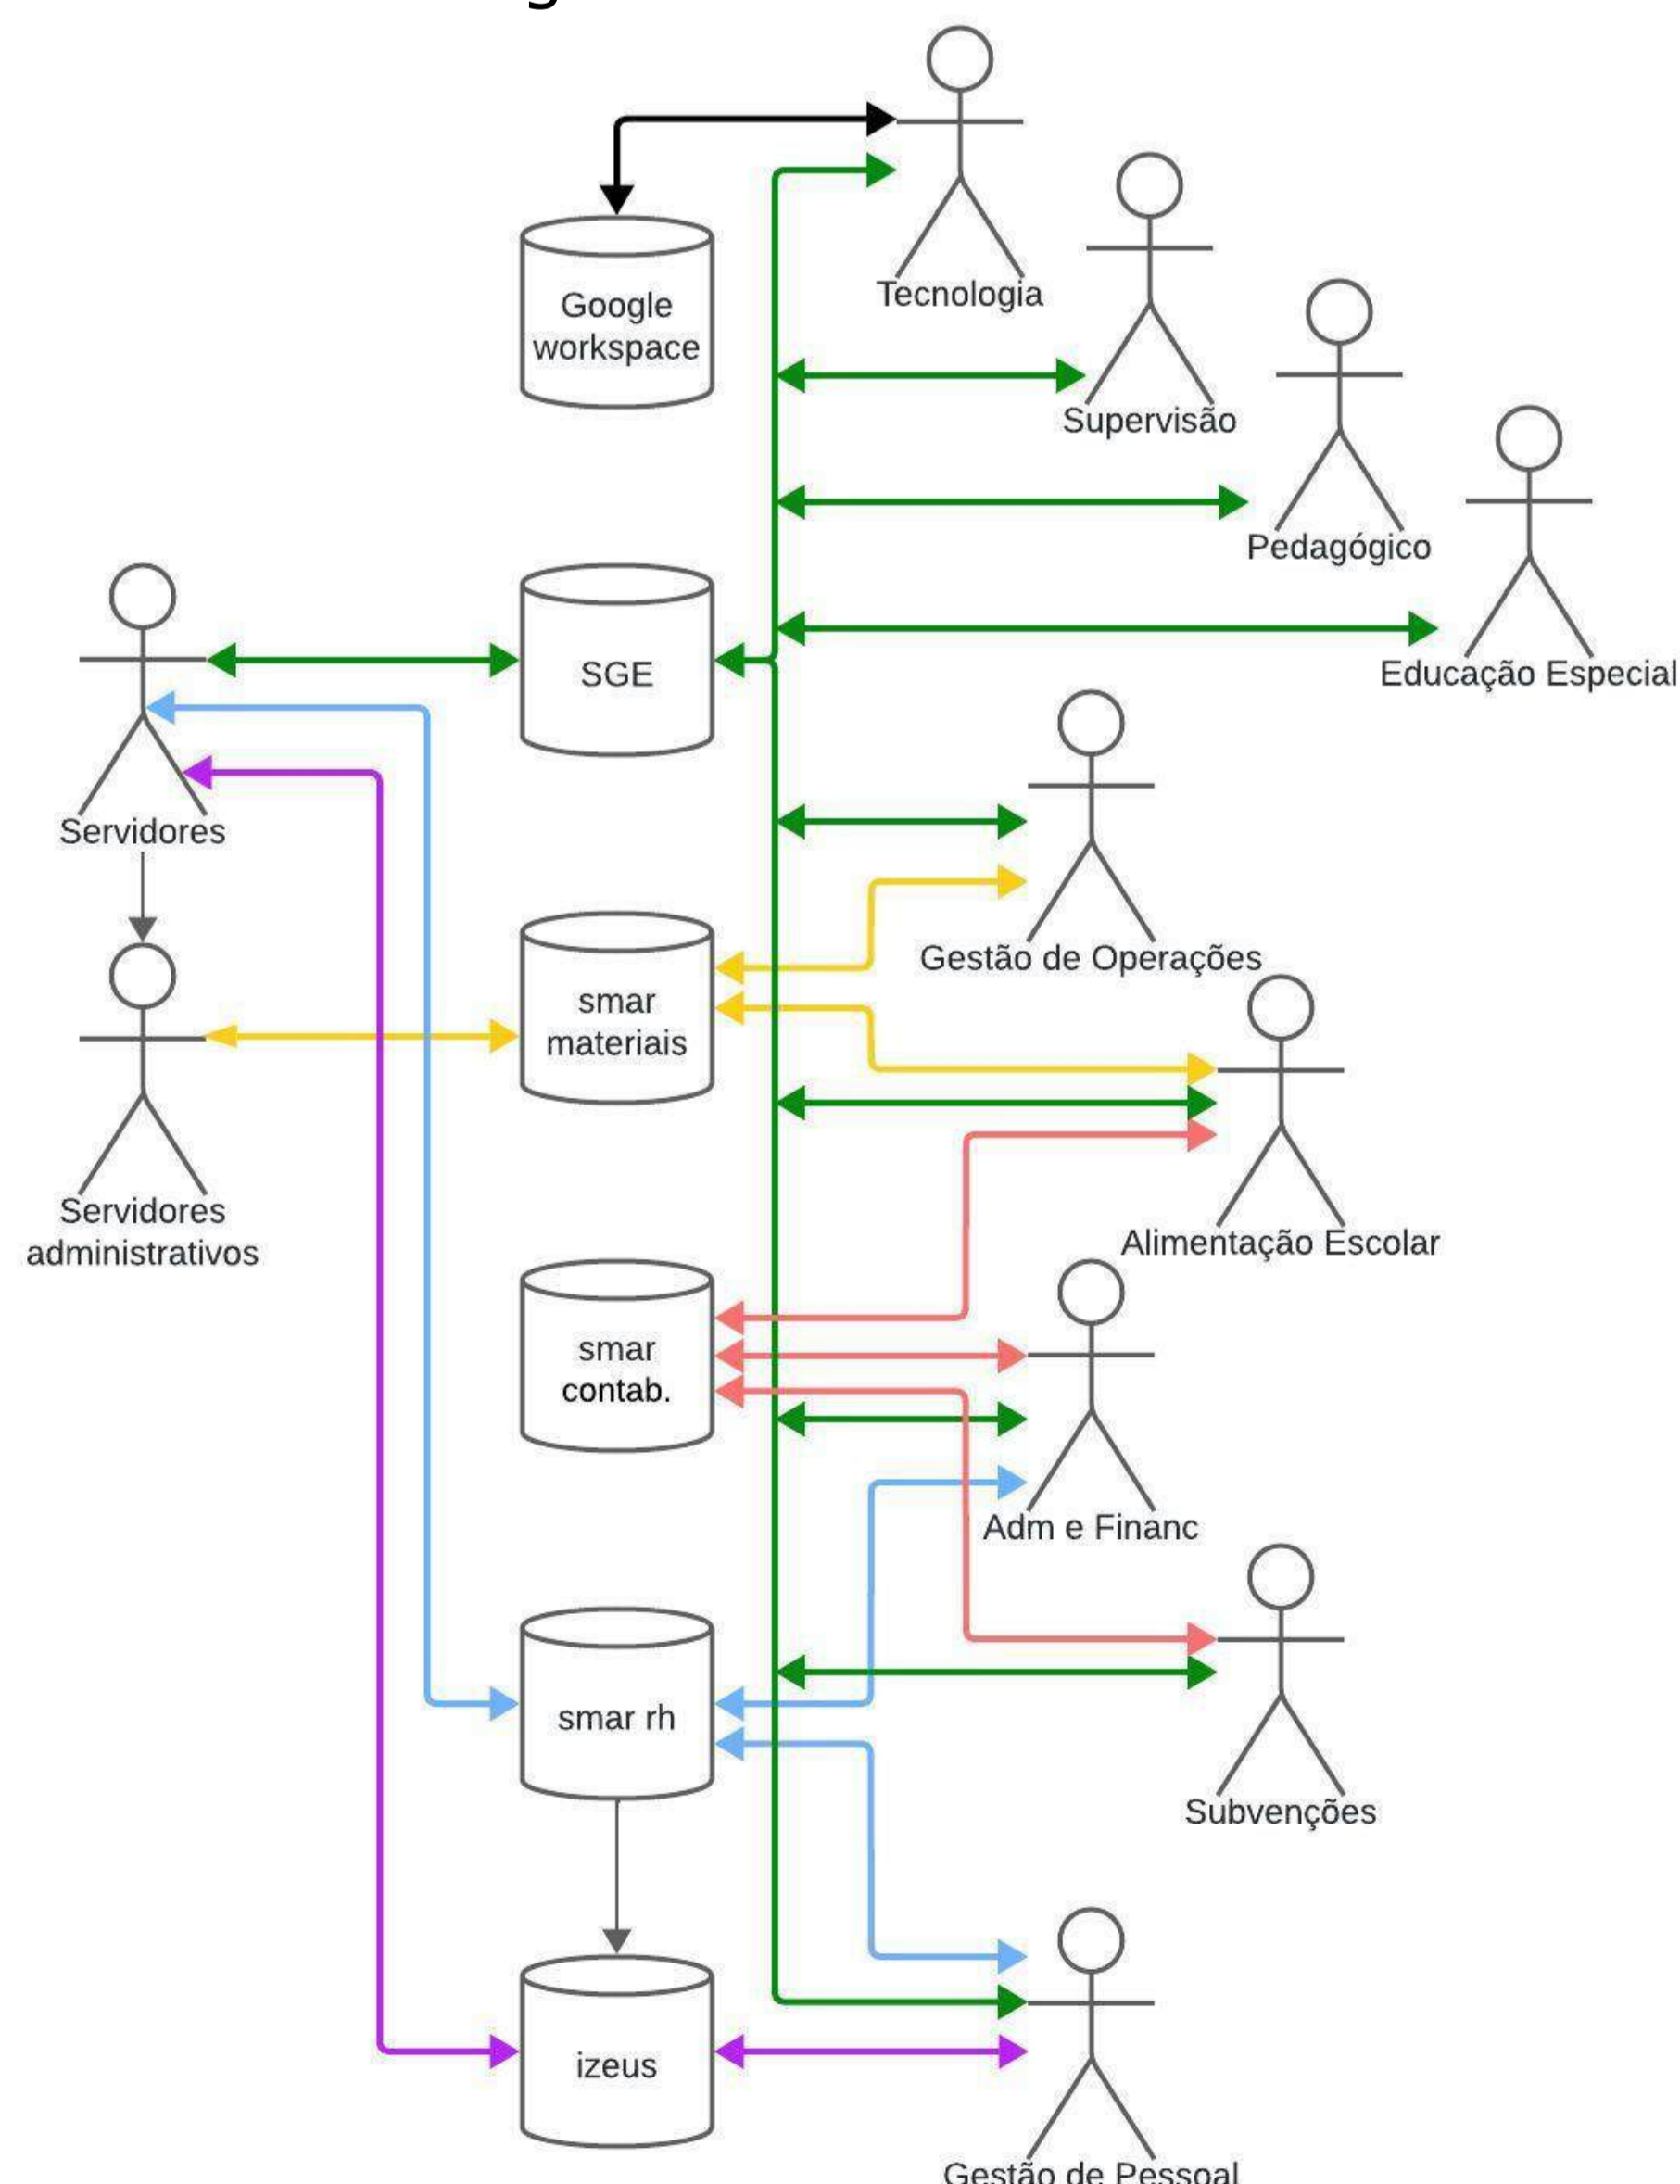 Tecnologia
Google
workspace
Supervisão
Pedagógico
SGE
Educação Especial
Servidores
Gestão de Operações
smar
materiais
Servidores
administrativos
Alimentação Escolar
smar
contab.
Adm e Financ
smar rh
Subvenções
izeus
Gestão de Pessoal